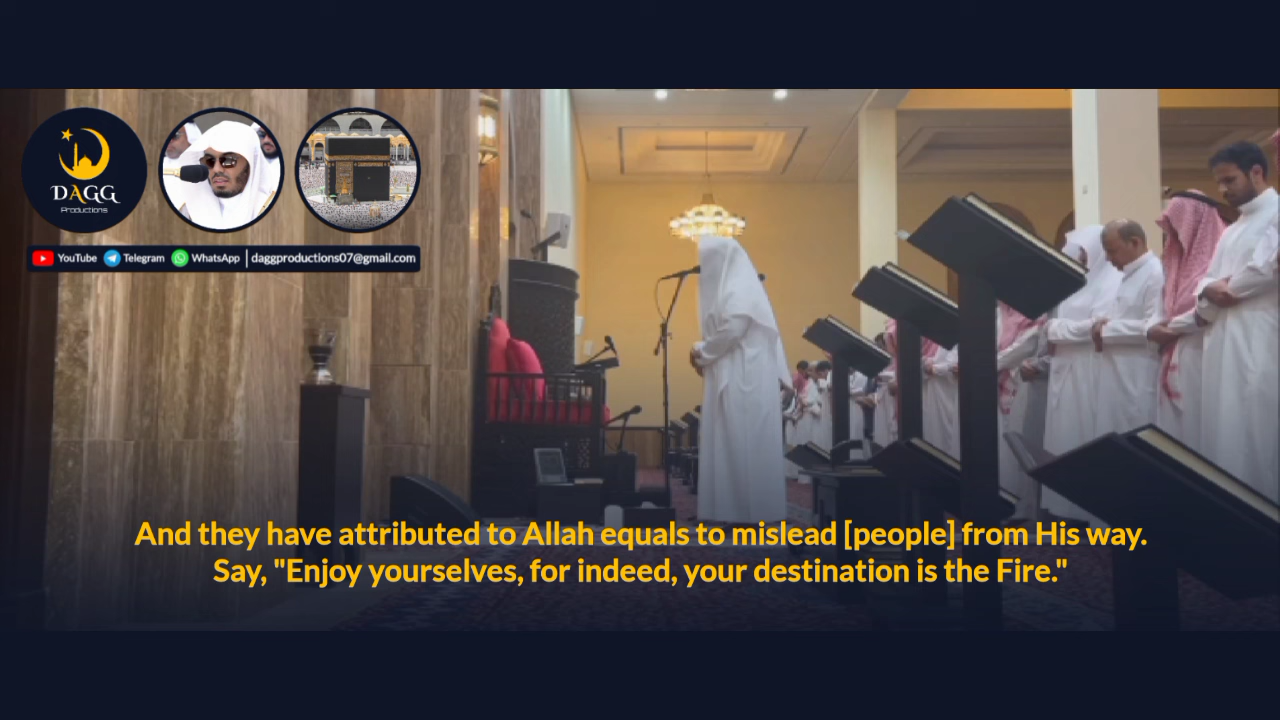 DAGG
Productions
YouTube Telegram WhatsApp | daggproductions07@gmail.com
And they have attributed to Allah equals to mislead [people] from His way.
Say, "Enjoy yourselves, for indeed, your destination is the Fire."